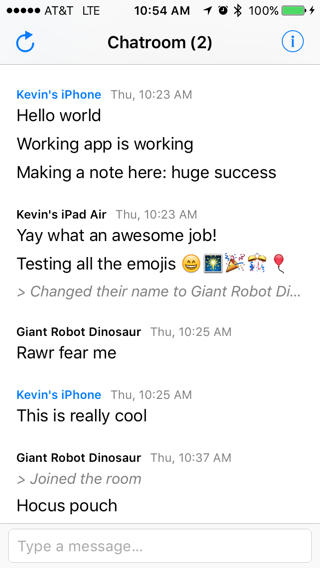 AT&T LTE 10:54 AM 100%
Chatroom (2)
Kevin's iPhone Thu, 10:23 AM
Hello world
Working app is working
Making a note here: huge success
Kevin's iPad Air Thu, 10:23 AM
Yay what an awesome job!
Testing all the emojis 😄🎆🎉🎊🎈
> Changed their name to Giant Robot Di...
Giant Robot Dinosaur Thu, 10:25 AM
Rawr fear me
Kevin's iPhone Thu, 10:25 AM
This is really cool
Giant Robot Dinosaur Thu, 10:37 AM
> Joined the room
Hocus pouch
Type a message...